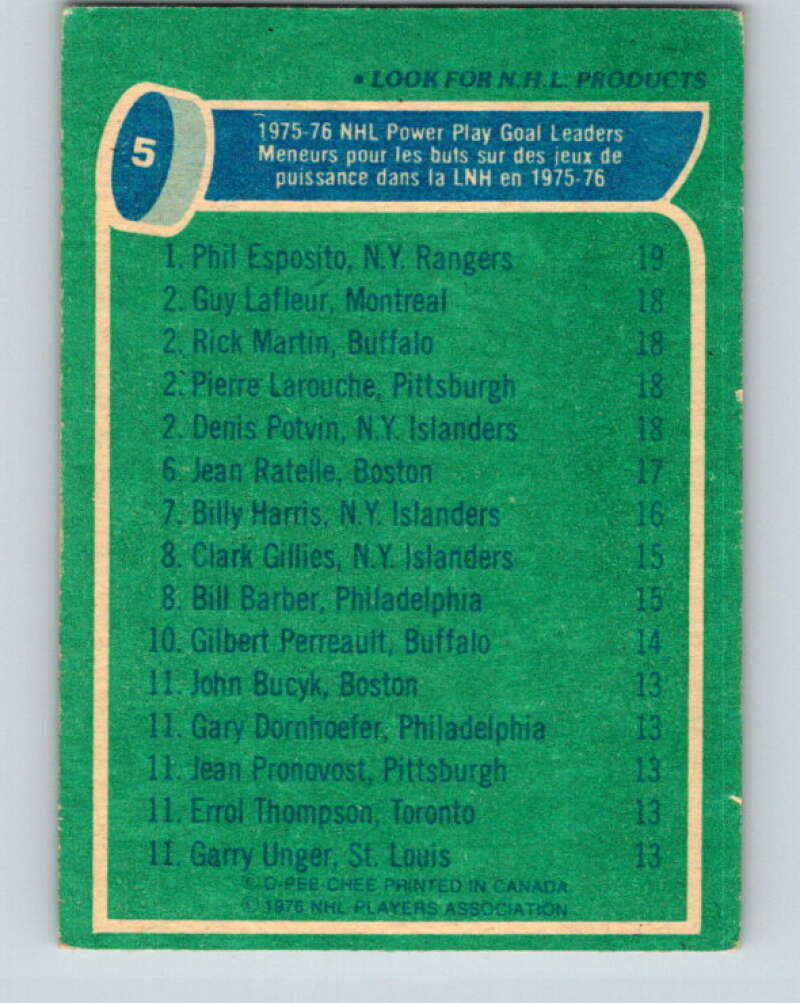 • LOOK FOR N.H.L. PRODUCTS
5
1975-76 NHL Power Play Goal Leaders
Meneurs pour les buts sur des jeux de
puissance dans la LNH en 1975-76
1. Phil Esposito, N.Y. Rangers 19
2. Guy Lafleur, Montreal 18
2. Rick Martin, Buffalo 18
2. Pierre Larouche, Pittsburgh 18
2. Denis Potvin, N.Y. Islanders 18
6. Jean Ratelle, Boston 17
7. Billy Harris, N.Y. Islanders 16
8. Clark Gillies, N.Y. Islanders 15
8. Bill Barber, Philadelphia 15
10. Gilbert Perreault, Buffalo 14
11. John Bucyk, Boston 13
11. Gary Dornhoefer, Philadelphia 13
11. Jean Pronovost, Pittsburgh 13
11. Errol Thompson, Toronto 13
11. Garry Unger, St. Louis 13
© O-PEE-CHEE PRINTED IN CANADA
© 1976 NHL PLAYERS ASSOCIATION